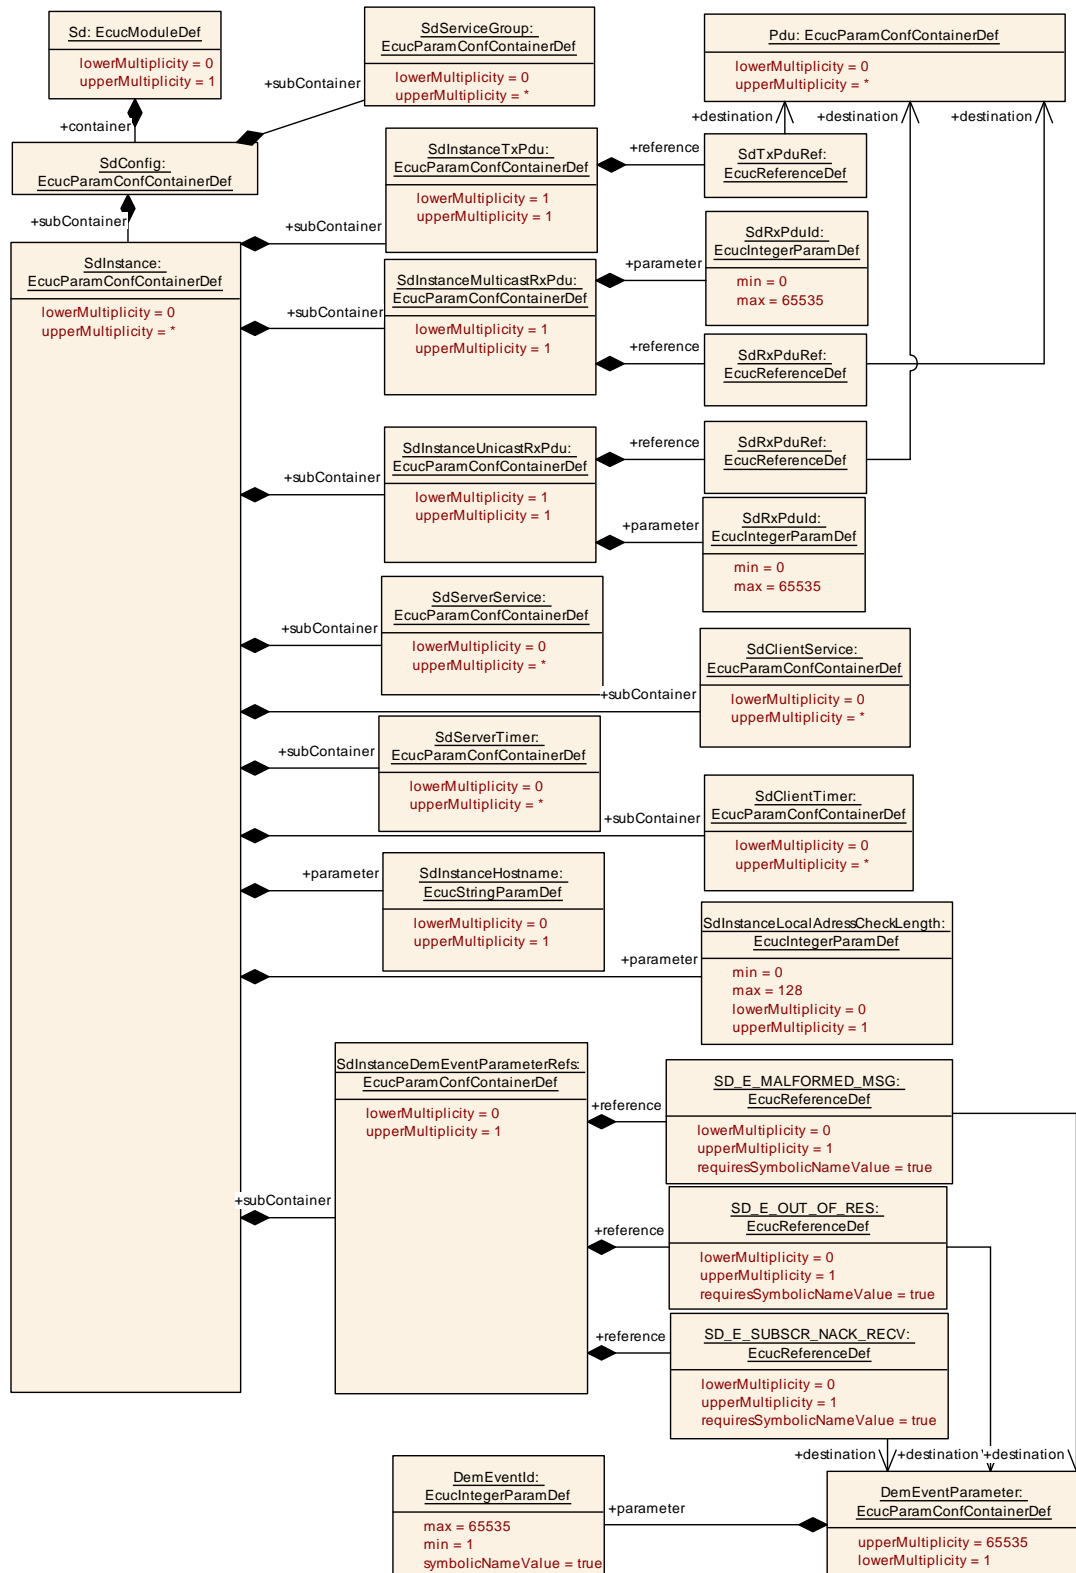 Sd: EcucModuleDef
lowerMultiplicity = 0
upperMultiplicity = 1
+container
SdConfig:
EcucParamConfContainerDef
+subContainer
SdServiceGroup:
EcucParamConfContainerDef
lowerMultiplicity = 0
upperMultiplicity = *
Pdu: EcucParamConfContainerDef
lowerMultiplicity = 0
upperMultiplicity = *
+destination
+destination
+destination
+subContainer
SdInstance:
EcucParamConfContainerDef
lowerMultiplicity = 0
upperMultiplicity = *
+subContainer
SdInstanceTxPdu:
EcucParamConfContainerDef
lowerMultiplicity = 1
upperMultiplicity = 1
+reference
SdTxPduRef:
EcucReferenceDef
+subContainer
SdInstanceMulticastRxPdu:
EcucParamConfContainerDef
lowerMultiplicity = 1
upperMultiplicity = 1
+parameter
SdRxPduId:
EcucIntegerParamDef
min = 0
max = 65535
+reference
SdRxPduRef:
EcucReferenceDef
+subContainer
SdInstanceUnicastRxPdu:
EcucParamConfContainerDef
lowerMultiplicity = 1
upperMultiplicity = 1
+reference
SdRxPduRef:
EcucReferenceDef
+parameter
SdRxPduId:
EcucIntegerParamDef
min = 0
max = 65535
+subContainer
SdServerService:
EcucParamConfContainerDef
lowerMultiplicity = 0
upperMultiplicity = *
+subContainer
SdClientService:
EcucParamConfContainerDef
lowerMultiplicity = 0
upperMultiplicity = *
+subContainer
SdServerTimer:
EcucParamConfContainerDef
lowerMultiplicity = 0
upperMultiplicity = *
+subContainer
SdClientTimer:
EcucParamConfContainerDef
lowerMultiplicity = 0
upperMultiplicity = *
+parameter
SdInstanceHostname:
EcucStringParamDef
lowerMultiplicity = 0
upperMultiplicity = 1
+parameter
SdInstanceLocalAdressCheckLength:
EcucIntegerParamDef
min = 0
max = 128
lowerMultiplicity = 0
upperMultiplicity = 1
+subContainer
SdInstanceDemEventParameterRefs:
EcucParamConfContainerDef
lowerMultiplicity = 0
upperMultiplicity = 1
+reference
SD_E_MALFORMED_MSG:
EcucReferenceDef
lowerMultiplicity = 0
upperMultiplicity = 1
requiresSymbolicNameValue = true
+reference
SD_E_OUT_OF_RES:
EcucReferenceDef
lowerMultiplicity = 0
upperMultiplicity = 1
requiresSymbolicNameValue = true
+reference
SD_E_SUBSCR_NACK_RECV:
EcucReferenceDef
lowerMultiplicity = 0
upperMultiplicity = 1
requiresSymbolicNameValue = true
+destination
+destination
+destination
DemEventId:
EcucIntegerParamDef
max = 65535
min = 1
symbolicNameValue = true
+parameter
DemEventParameter:
EcucParamConfContainerDef
upperMultiplicity = 65535
lowerMultiplicity = 1